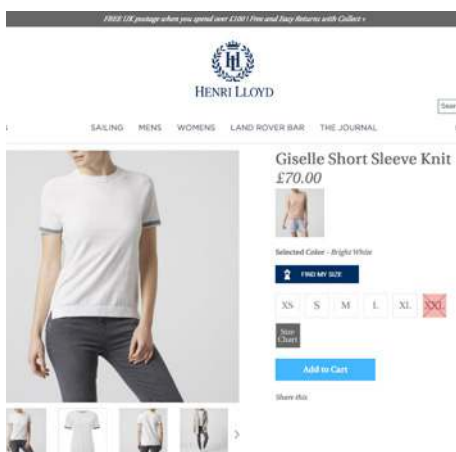 FREE UK postage when you spend over £100 | Free and Easy Returns with Collect +
HL
HENRI LLOYD
SAILING MENS WOMENS LAND ROVER BAR THE JOURNAL
Giselle Short Sleeve Knit
£70.00
Selected Color - Bright White
FIND MY SIZE
XS S M L XL XXL
Size
Chart
Add to Cart
Share this